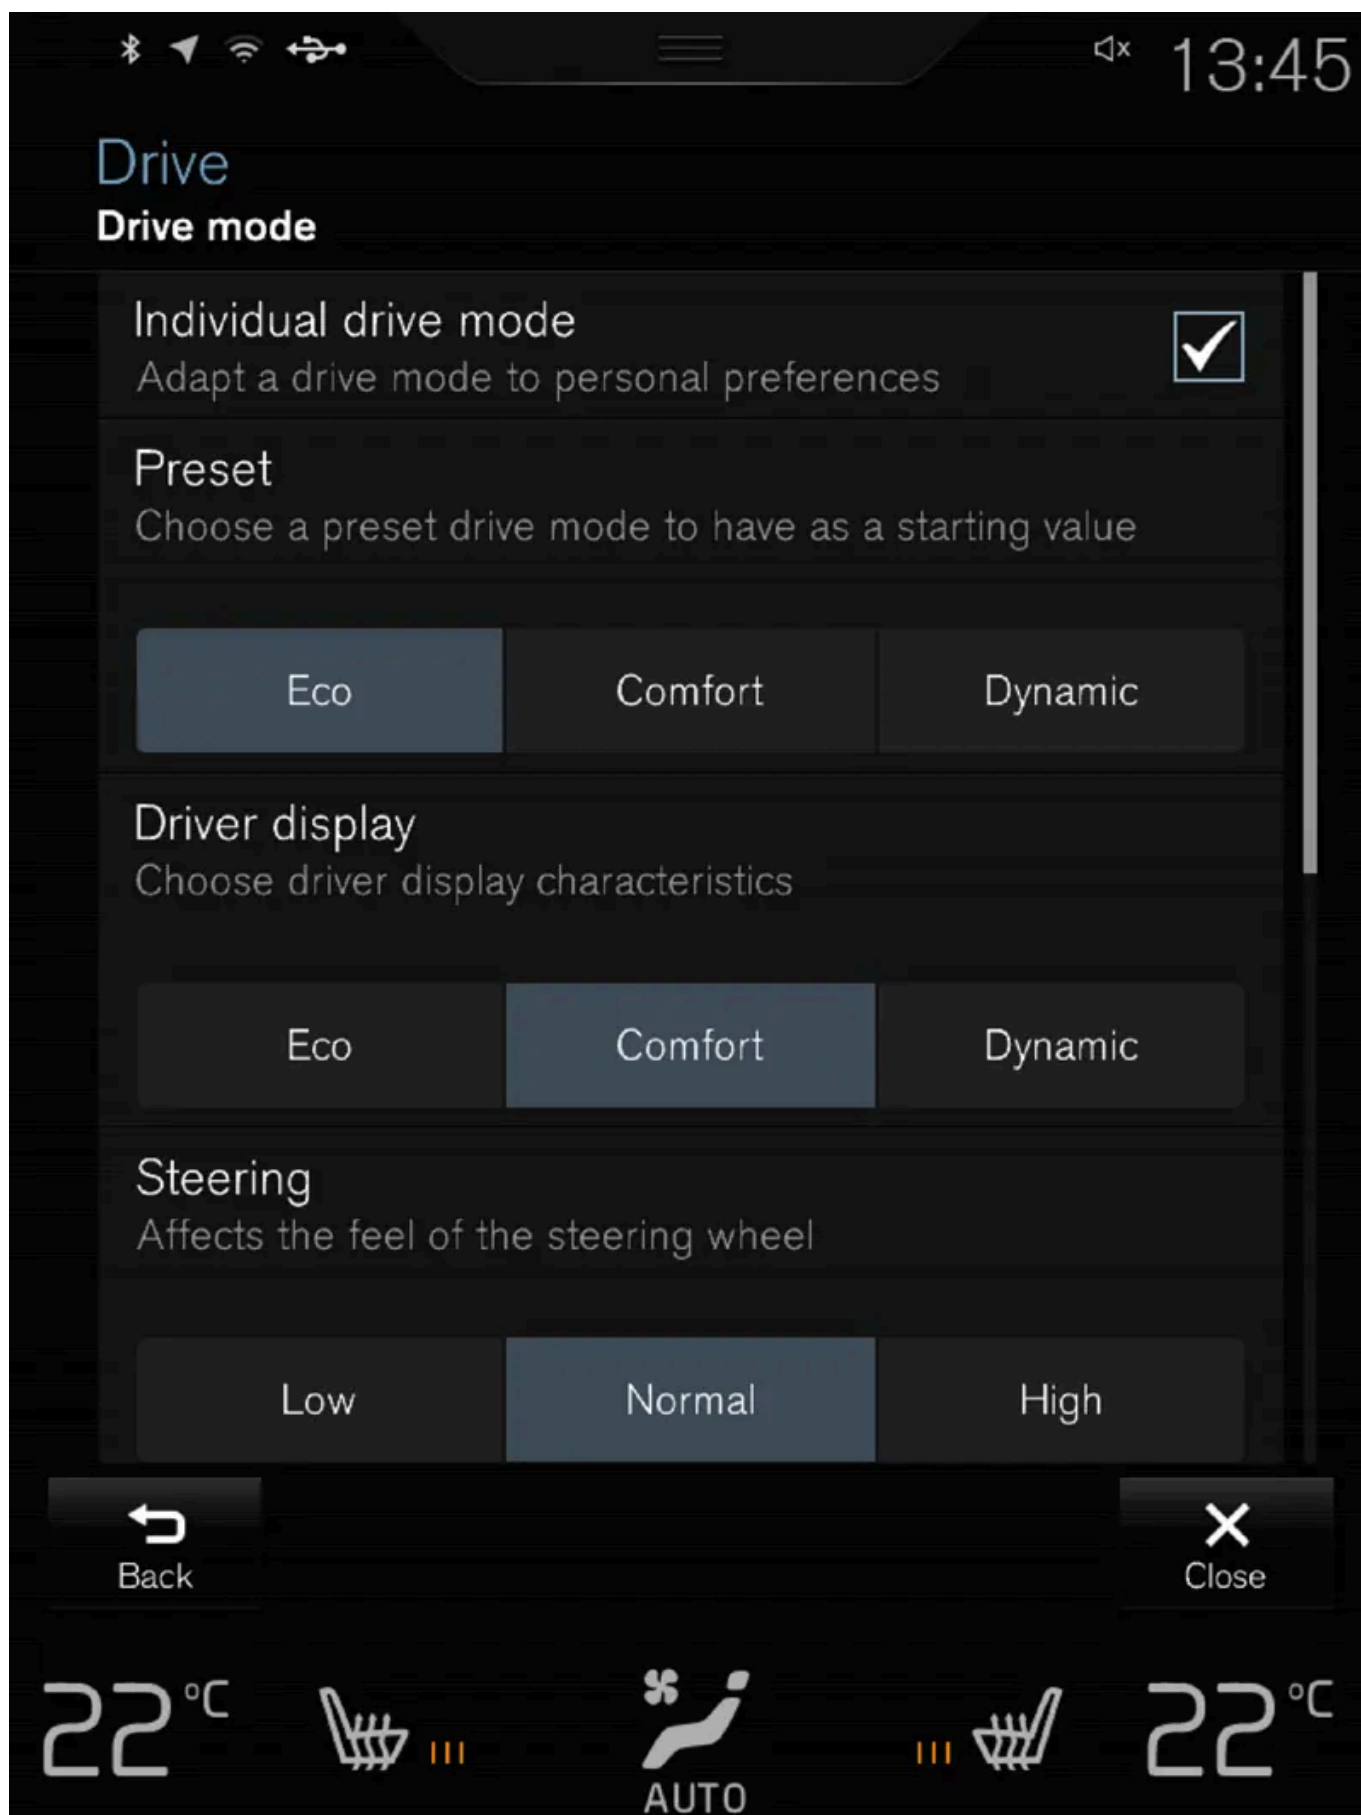 13:45
Drive
Drive mode
Individual drive mode
Adapt a drive mode to personal preferences
Preset
Choose a preset drive mode to have as a starting value
Eco Comfort Dynamic
Driver display
Choose driver display characteristics
Eco Comfort Dynamic
Steering
Affects the feel of the steering wheel
Low Normal High
Back Close
22°C 22°C
AUTO